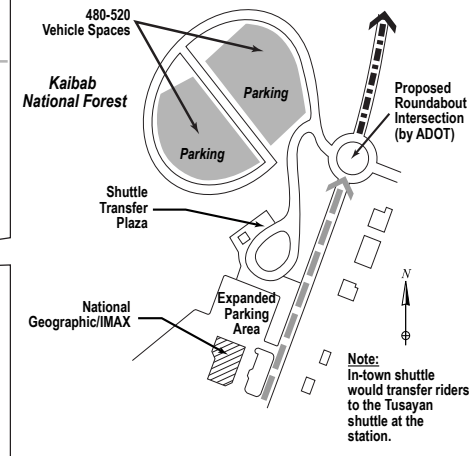 480-520
Vehicle Spaces
Kaibab
National Forest
Parking
Parking
Proposed
Roundabout
Intersection
(by ADOT)
Shuttle
Transfer
Plaza
National
Geographic/IMAX
Expanded
Parking
Area
N
Note:
In-town shuttle
would transfer riders
to the Tusayan
shuttle at the
station.